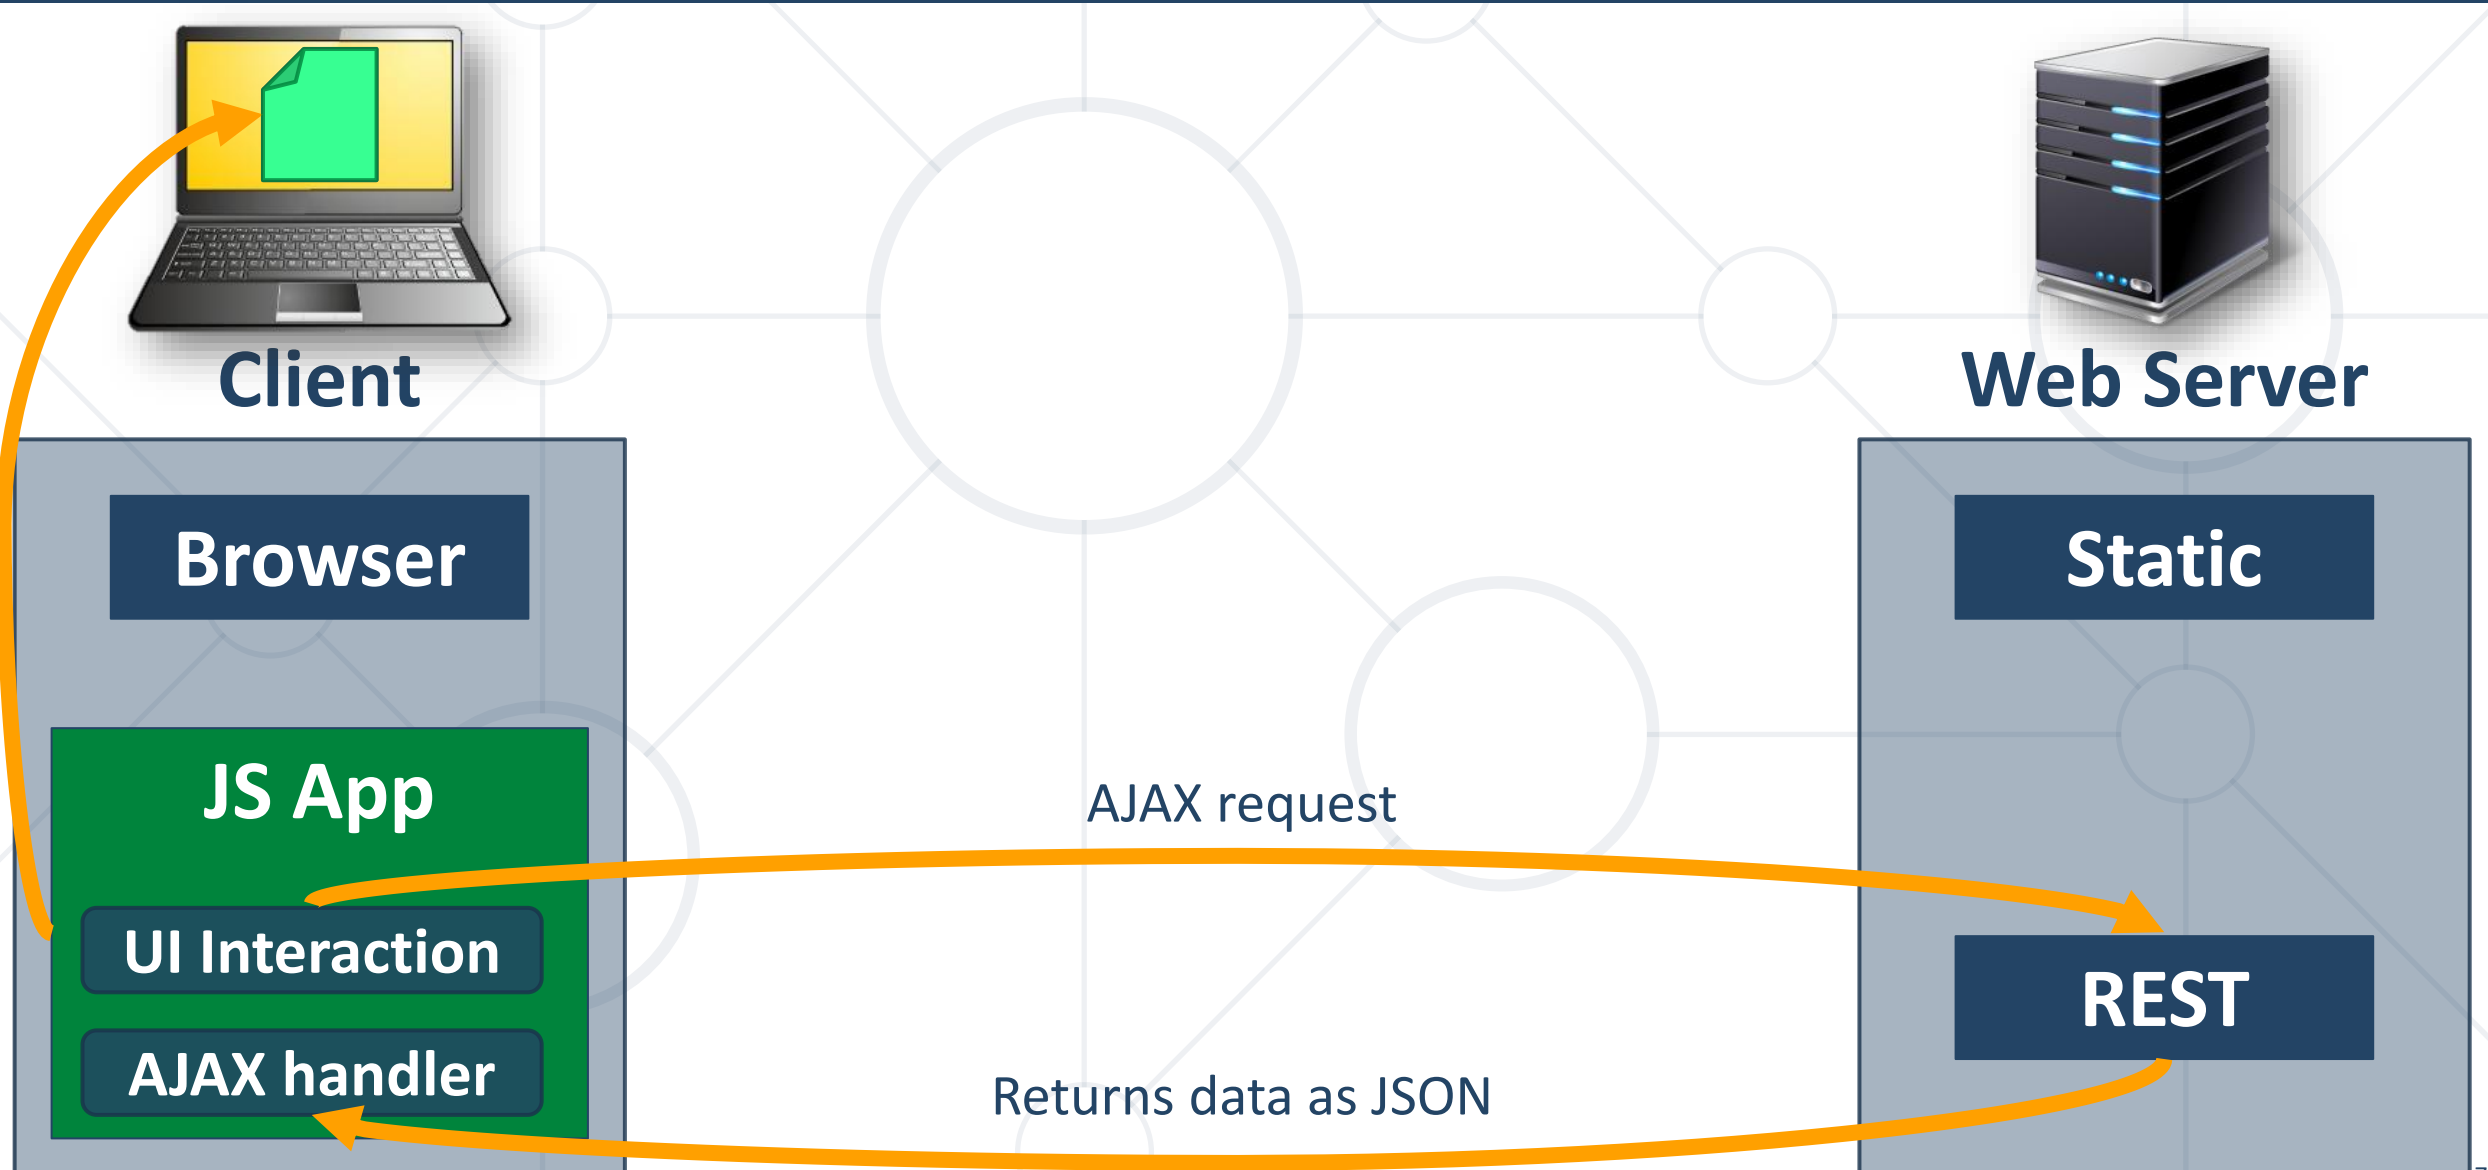 Client
Web Server
Browser
Static
JS App
AJAX request
UI Interaction
REST
AJAX handler
Returns data as JSON